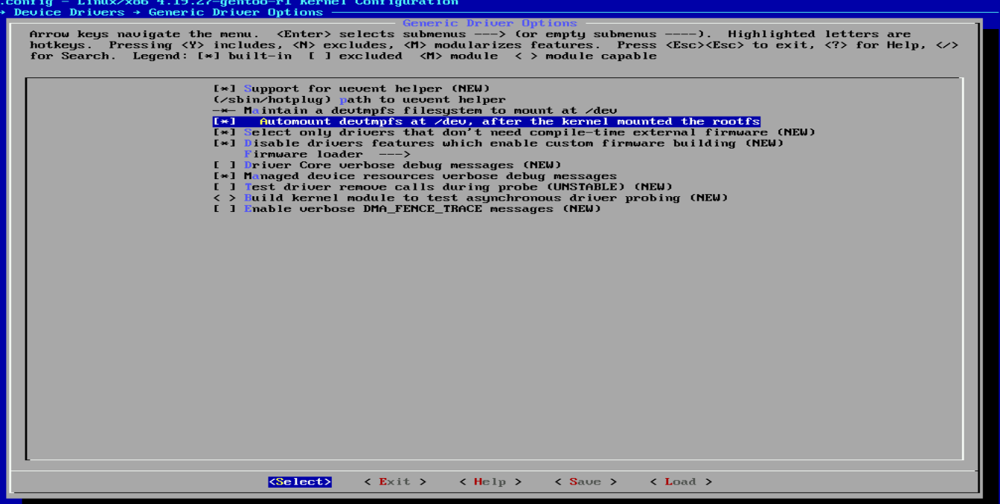 .config - Linux/x86 4.19.27-gentoo-r1 Kernel Configuration
→ Device Drivers → Generic Driver Options
Generic Driver Options
Arrow keys navigate the menu.  <Enter> selects submenus ---> (or empty submenus ----).  Highlighted letters are
hotkeys.  Pressing <Y> includes, <N> excludes, <M> modularizes features.  Press <Esc><Esc> to exit, <?> for Help, </>
for Search.  Legend: [*] built-in  [ ] excluded  <M> module  < > module capable
[*] Support for uevent helper (NEW)
(/sbin/hotplug) path to uevent helper
-*- Maintain a devtmpfs filesystem to mount at /dev
[*]   Automount devtmpfs at /dev, after the kernel mounted the rootfs
[*] Select only drivers that don't need compile-time external firmware (NEW)
[*] Disable drivers features which enable custom firmware building (NEW)
Firmware loader  --->
[ ] Driver Core verbose debug messages (NEW)
[*] Managed device resources verbose debug messages
[ ] Test driver remove calls during probe (UNSTABLE) (NEW)
< > Build kernel module to test asynchronous driver probing (NEW)
[ ] Enable verbose DMA_FENCE_TRACE messages (NEW)
<Select>    < Exit >    < Help >    < Save >    < Load >